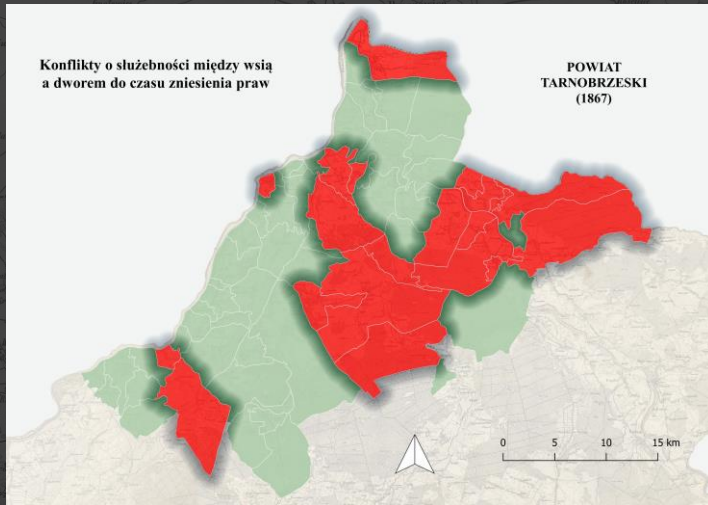 Konflikty o służebności między wsią
a dworem do czasu zniesienia praw
POWIAT
TARNOBRZESKI
(1867)
0 5 10 15 km